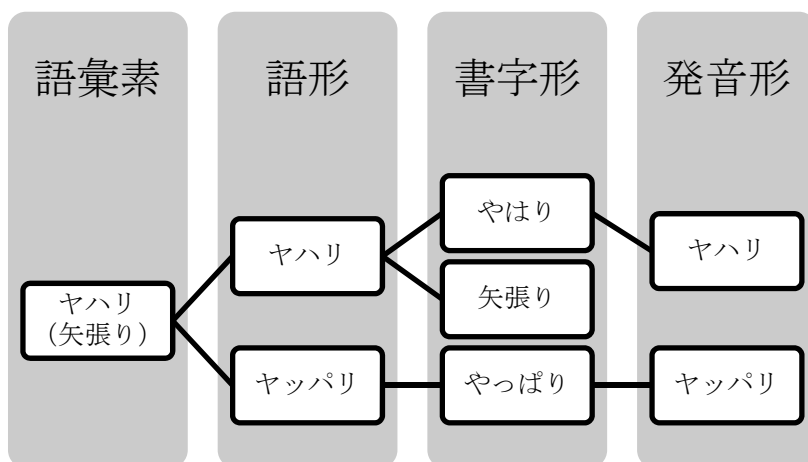 語彙素
語形
書字形
発音形
ヤハリ
(矢張り)
ヤハリ
ヤッパリ
やはり
矢張り
やっぱり
ヤハリ
ヤッパリ